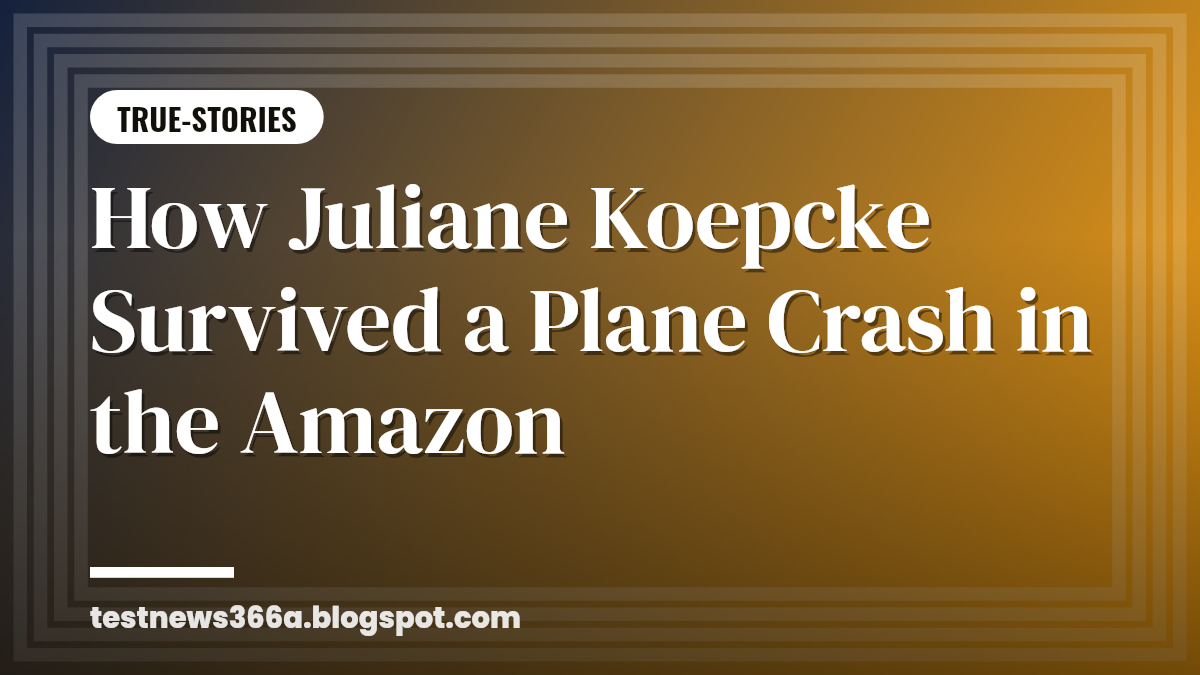 TRUE-STORIES
How Juliane Koepcke
Survived a Plane Crash in
the Amazon
testnews366a.blogspot.com